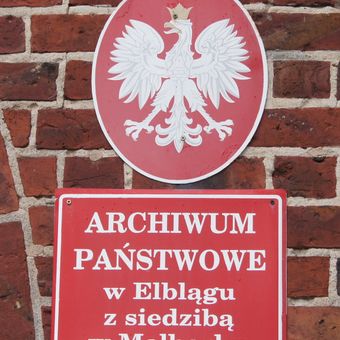 ARCHIWUM
PAŃSTWOWE
w Elblągu
z siedzibą